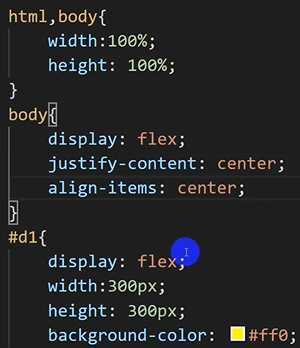 html,body{
    width:100%;
    height: 100%;
}
body{
    display: flex;
    justify-content: center;
    align-items: center;
}
#d1{
    display: flex;
    width:300px;
    height: 300px;
    background-color: #ff0;